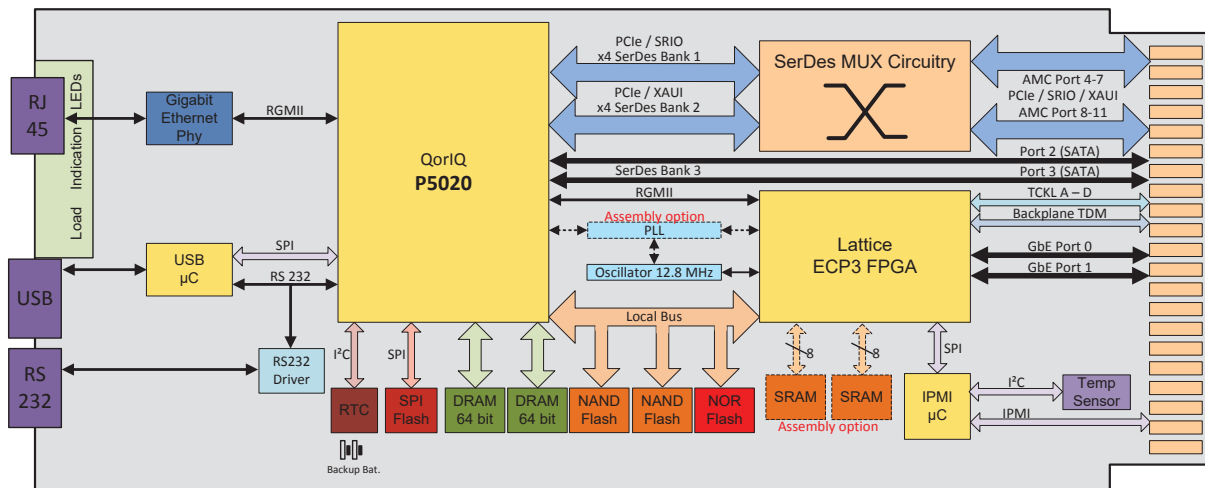 RJ
45
Load Indication LEDs
Gigabit
Ethernet
Phy
RGMII
QorIQ
P5020
PCIe / SRIO
x4 SerDes Bank 1
PCIe / XAUI
x4 SerDes Bank 2
SerDes MUX Circuitry
AMC Port 4-7
PCIe / SRIO / XAUI
AMC Port 8-11
Port 2 (SATA)
SerDes Bank 3
Port 3 (SATA)
RGMII
TCKL A – D
Backplane TDM
Assembly option
PLL
Oscillator 12.8 MHz
Lattice
ECP3 FPGA
GbE Port 0
GbE Port 1
USB
USB
µC
SPI
RS 232
Local Bus
RS
232
RS232
Driver
I²C
SPI
8
8
SPI
RTC
SPI
Flash
DRAM
64 bit
DRAM
64 bit
NAND
Flash
NAND
Flash
NOR
Flash
SRAM
SRAM
Assembly option
IPMI
µC
I²C
Temp
Sensor
IPMI
Backup Bat.